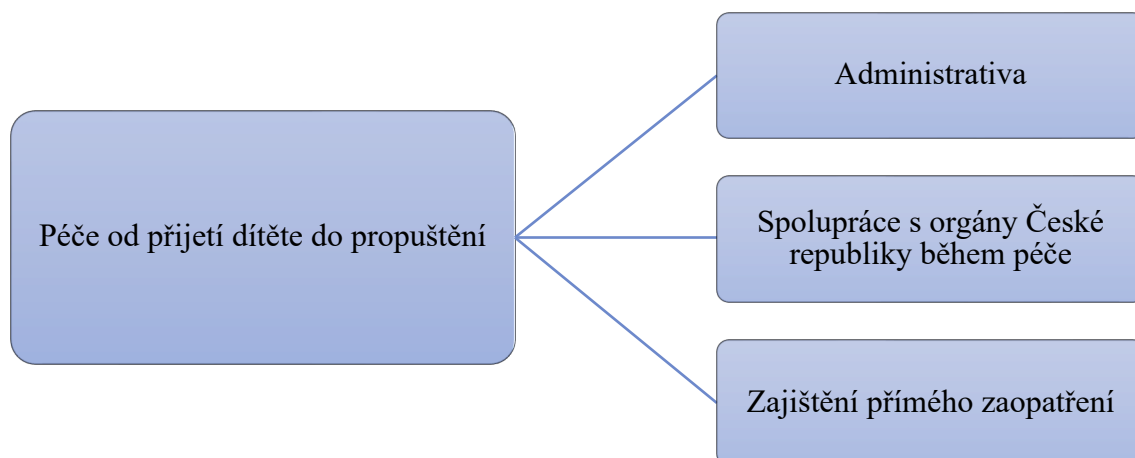 Péče od přijetí dítěte do propuštění
Administrativa
Spolupráce s orgány České
republiky během péče
Zajištění přímého zaopatření